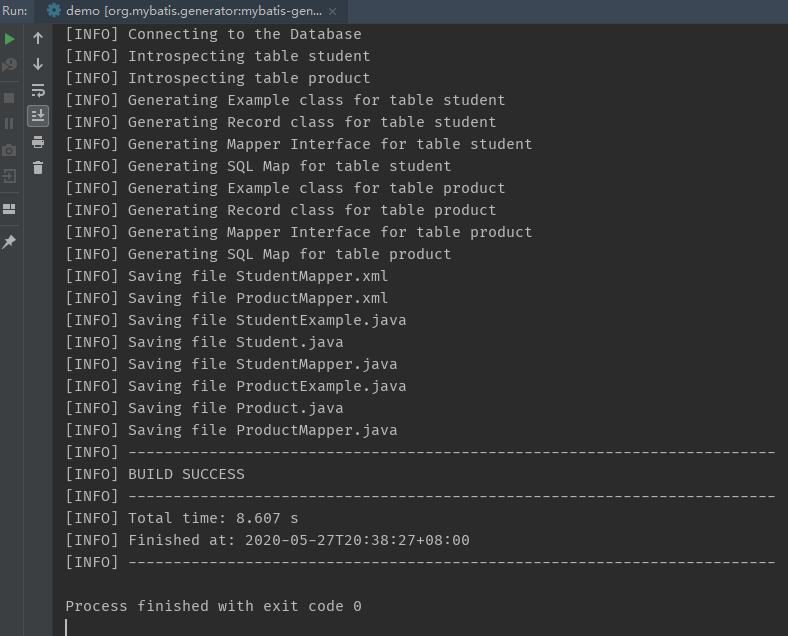 Run: demo [org.mybatis.generator:mybatis-gen...
[INFO] Connecting to the Database
[INFO] Introspecting table student
[INFO] Introspecting table product
[INFO] Generating Example class for table student
[INFO] Generating Record class for table student
[INFO] Generating Mapper Interface for table student
[INFO] Generating SQL Map for table student
[INFO] Generating Example class for table product
[INFO] Generating Record class for table product
[INFO] Generating Mapper Interface for table product
[INFO] Generating SQL Map for table product
[INFO] Saving file StudentMapper.xml
[INFO] Saving file ProductMapper.xml
[INFO] Saving file StudentExample.java
[INFO] Saving file Student.java
[INFO] Saving file StudentMapper.java
[INFO] Saving file ProductExample.java
[INFO] Saving file Product.java
[INFO] Saving file ProductMapper.java
[INFO] ------------------------------------------------------------------------
[INFO] BUILD SUCCESS
[INFO] ------------------------------------------------------------------------
[INFO] Total time: 8.607 s
[INFO] Finished at: 2020-05-27T20:38:27+08:00
[INFO] ------------------------------------------------------------------------
Process finished with exit code 0